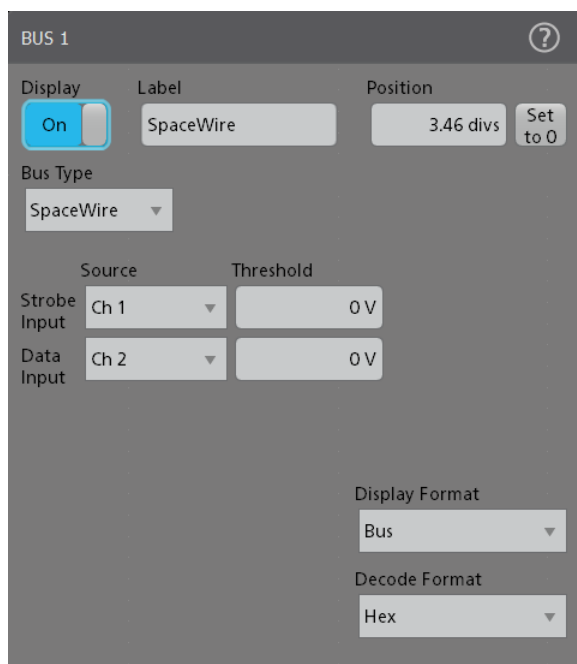 BUS 1 ?
Display Label Position
On SpaceWire 3.46 divs Set
to 0
Bus Type
SpaceWire
Source Threshold
Strobe
Input Ch 1 0 V
Data
Input Ch 2 0 V
Display Format
Bus
Decode Format
Hex